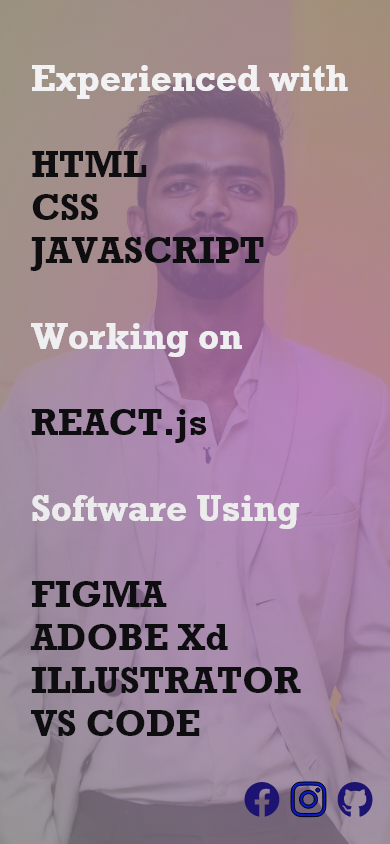 Experienced with
HTML
CSS
JAVASCRIPT
Working on
REACT.js
Software Using
FIGMA
ADOBE Xd
ILLUSTRATOR
VS CODE